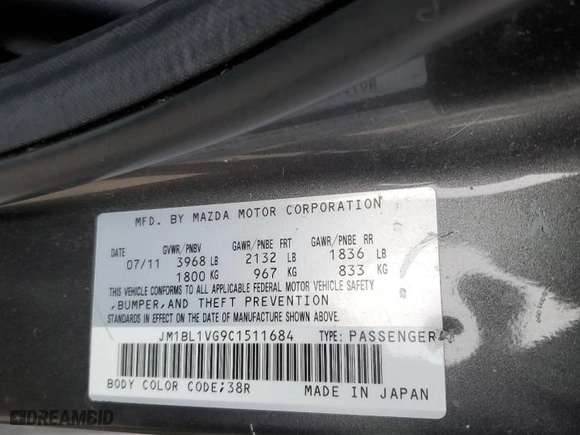 MFD. BY MAZDA MOTOR CORPORATION
DATE GVWR/PNBV GAWR/PNBE FRT GAWR/PNBE RR
07/11 3968 LB 2132 LB 1836 LB
1800 KG 967 KG 833 KG
THIS VEHICLE CONFORMS TO ALL APPLICABLE FEDERAL MOTOR VEHICLE SAFETY
,BUMPER,AND THEFT PREVENTION
STANDARDS IN EFFECT ON THE DATE OF MANUFACTURE SHOWN ABOVE.
JM1BL1VG9C1511684 TYPE: PASSENGER
BODY COLOR CODE;38R MADE IN JAPAN
DREAMBID